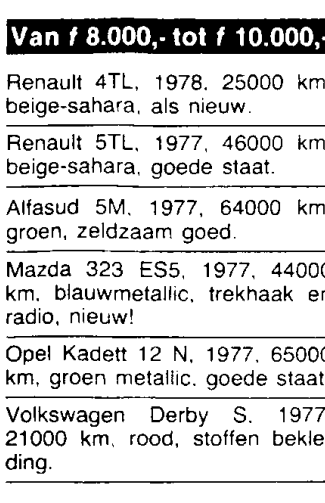 Van f 8.000,- tot f 10.000,-
Renault 4TL, 1978. 25000 km
beige-sahara, als nieuw.
Renault 5TL, 1977, 46000 km
beige-sahara, goede staat.
Alfasud 5M, 1977, 64000 km
groen, zeldzaam goed.
Mazda 323 ES5, 1977, 44000
km, blauwmetallic, trekhaak en
radio, nieuw!
Opel Kadett 12 N, 1977, 65000
km, groen metallic. goede staat
Volkswagen Derby S. 1977
21000 km, rood, stoffen bekle
ding.